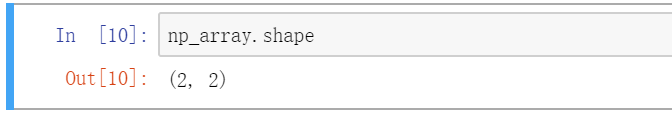 In [10]: np_array.shape
Out[10]: (2, 2)